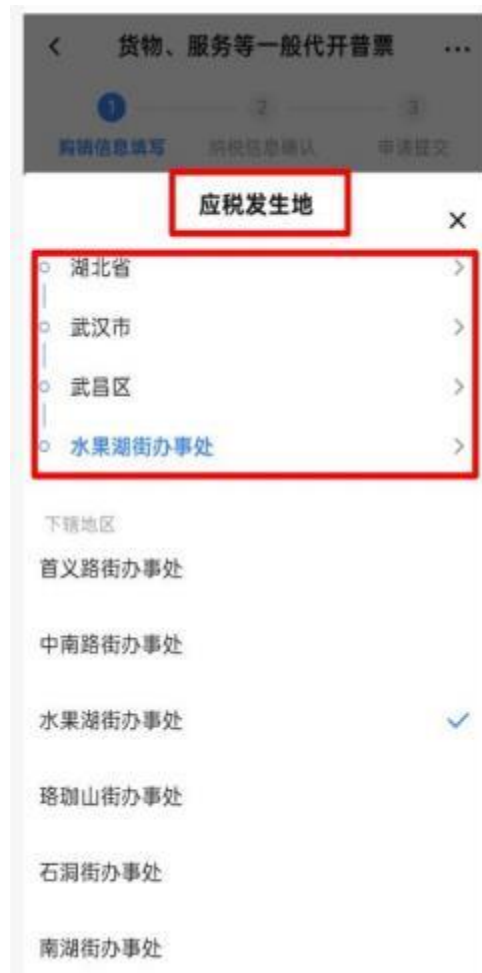 货物、服务等一般代开普票
1
2
3
购销信息填写
纳税信息确认
申请提交
应税发生地
湖北省
武汉市
武昌区
水果湖街办事处
下辖地区
首义路街办事处
中南路街办事处
水果湖街办事处
珞珈山街办事处
石洞街办事处
南湖街办事处